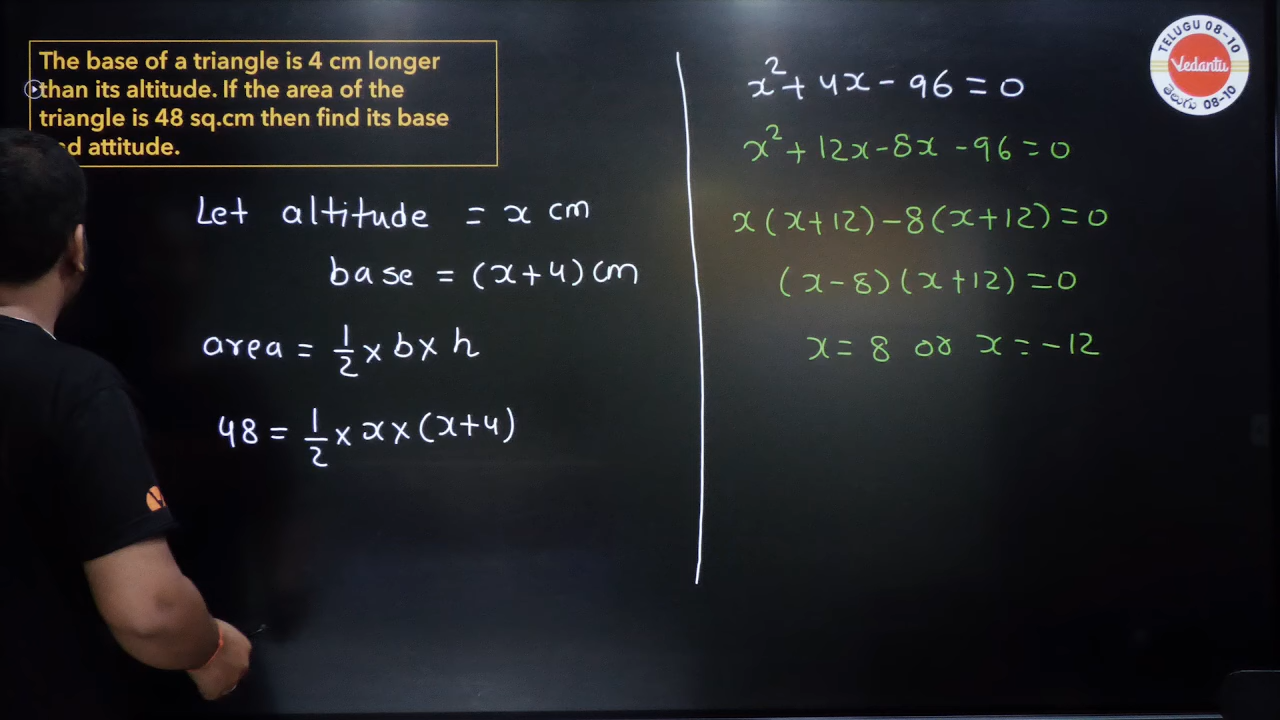 The base of a triangle is 4 cm longer
than its altitude. If the area of the
triangle is 48 sq.cm then find its base
nd attitude.
Let altitude = x cm
base = (x+4) cm
area = 1/2 × b × h
48 = 1/2 × x × (x+4)
x² + 4x - 96 = 0
x² + 12x - 8x - 96 = 0
x(x+12) - 8(x+12) = 0
(x-8)(x+12) = 0
x = 8 or x = -12
TELUGU 08-10
Vedantu
తెలుగు 08-10